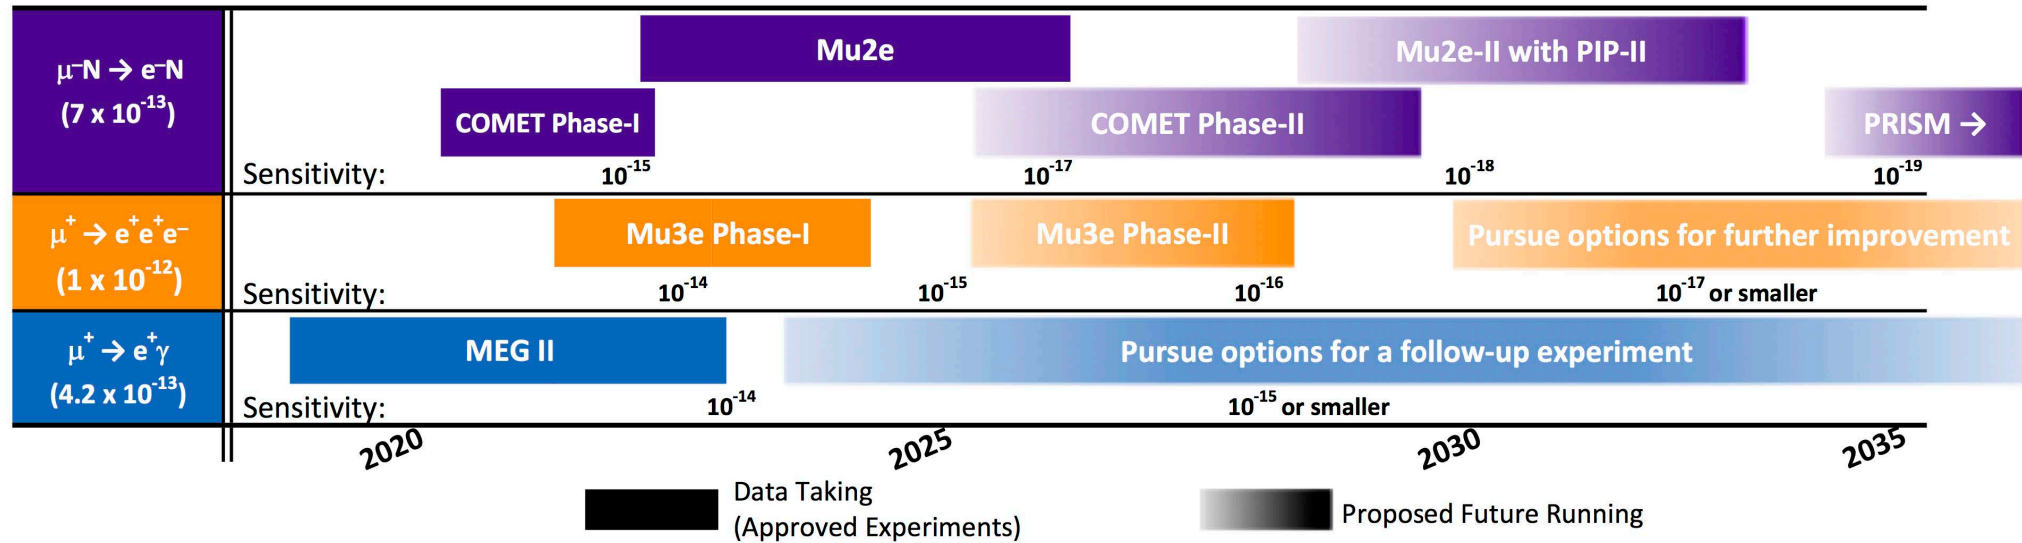 μ⁻N → e⁻N
(7 x 10⁻¹³)
Mu2e
Mu2e-II with PIP-II
COMET Phase-I
COMET Phase-II
PRISM →
Sensitivity:
10⁻¹⁵
10⁻¹⁷
10⁻¹⁸
10⁻¹⁹
μ⁺ → e⁺e⁺e⁻
(1 x 10⁻¹²)
Mu3e Phase-I
Mu3e Phase-II
Pursue options for further improvement
Sensitivity:
10⁻¹⁴
10⁻¹⁵
10⁻¹⁶
10⁻¹⁷ or smaller
μ⁺ → e⁺γ
(4.2 x 10⁻¹³)
MEG II
Pursue options for a follow-up experiment
Sensitivity:
10⁻¹⁴
10⁻¹⁵ or smaller
2020
2025
2030
2035
Data Taking
(Approved Experiments)
Proposed Future Running